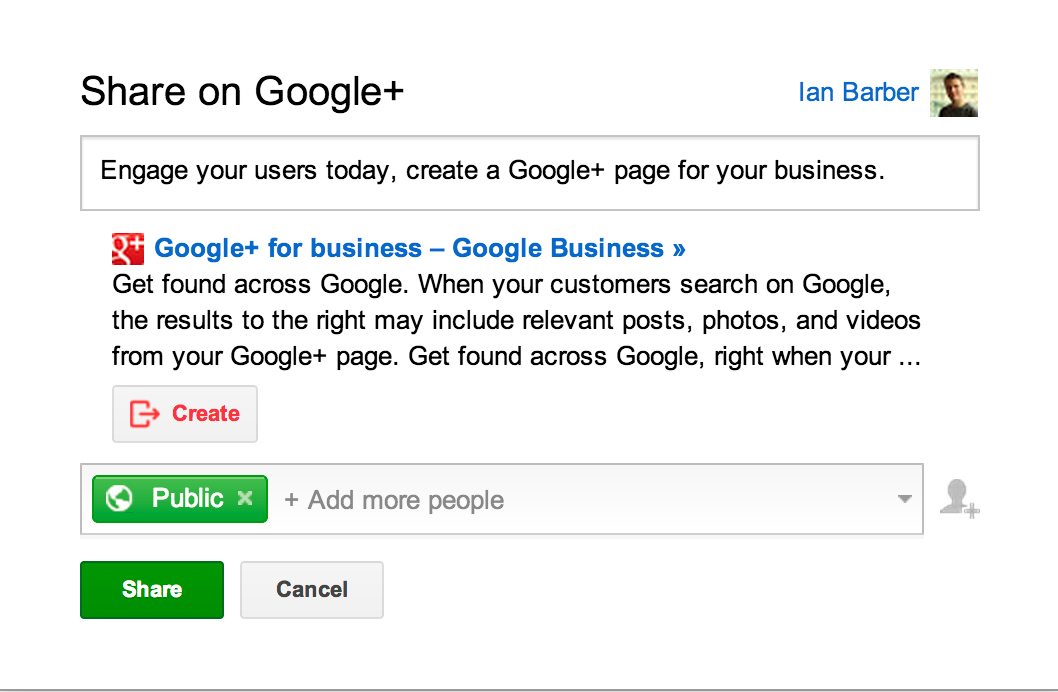 Share on Google+
Ian Barber
Engage your users today, create a Google+ page for your business.
g+ Google+ for business – Google Business »
Get found across Google. When your customers search on Google,
the results to the right may include relevant posts, photos, and videos
from your Google+ page. Get found across Google, right when your ...
Create
Public × + Add more people
Share
Cancel